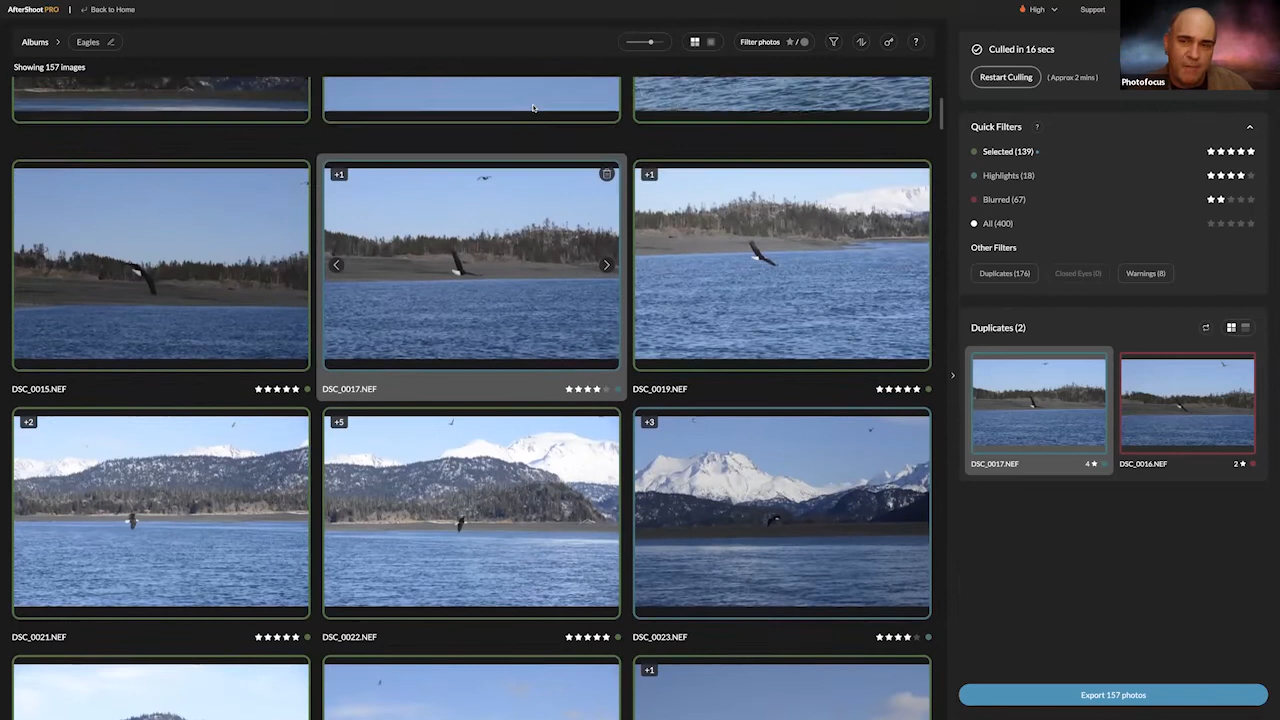 AfterShoot PRO | Back to Home High Support
Albums Eagles Filter photos / ?
Showing 157 images
Culled in 16 secs
Photofocus
Restart Culling ( Approx 2 mins )
Quick Filters ?
Selected (139)
Highlights (18)
Blurred (67)
All (400)
Other Filters
Duplicates (176) Closed Eyes (0) Warnings (8)
Duplicates (2)
DSC_0017.NEF 4 DSC_0016.NEF 2
+1 +1
DSC_0015.NEF DSC_0017.NEF DSC_0019.NEF
+2 +5 +3
DSC_0021.NEF DSC_0022.NEF DSC_0023.NEF
+1
Export 157 photos